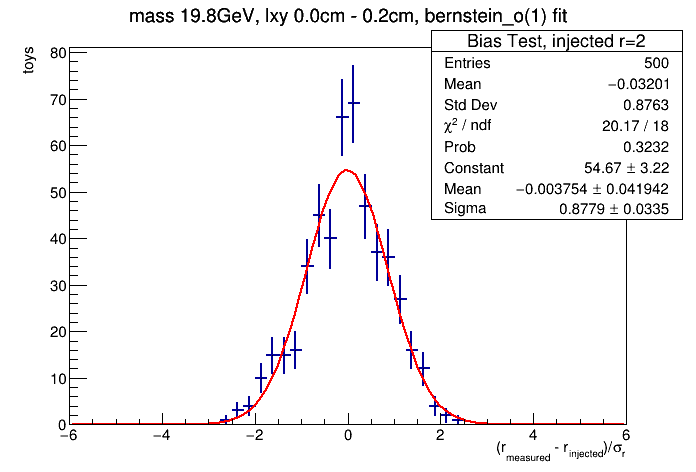 mass 19.8GeV, lxy 0.0cm - 0.2cm, bernstein_o(1) fit
Bias Test, injected r=2
Entries 500
Mean −0.03201
Std Dev 0.8763
χ² / ndf 20.17 / 18
Prob 0.3232
Constant 54.67 ± 3.22
Mean −0.003754 ± 0.041942
Sigma 0.8779 ± 0.0335
toys
80
70
60
50
40
30
20
10
0
−6 −4 −2 0 2 4 6
(r_measured - r_injected)/σ_r